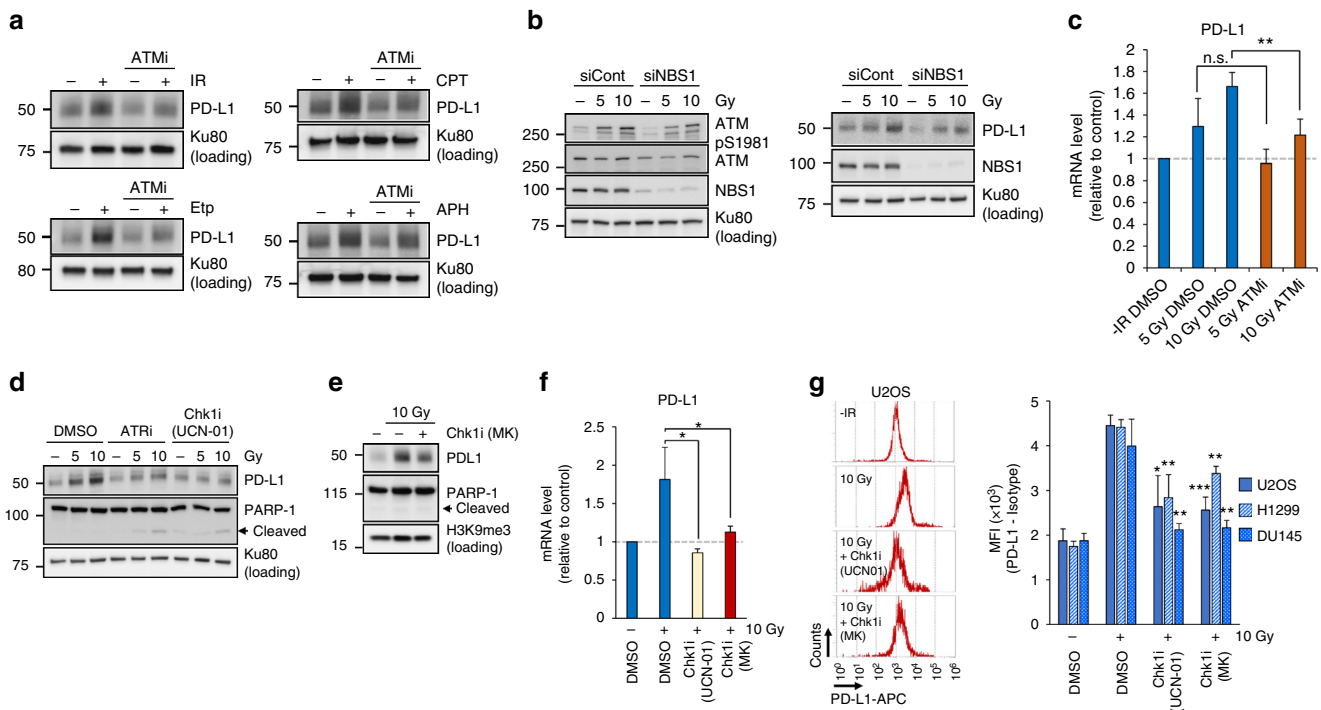 a
ATMi
− + − + IR
50 PD-L1
75 Ku80
(loading)
ATMi
− + − + CPT
50 PD-L1
75 Ku80
(loading)
ATMi
− + − + Etp
50 PD-L1
80 Ku80
(loading)
ATMi
− + − + APH
50 PD-L1
75 Ku80
(loading)
b
siCont siNBS1
− 5 10 − 5 10 Gy
250 ATM
pS1981
250 ATM
100 NBS1
75 Ku80
(loading)
siCont siNBS1
− 5 10 − 5 10 Gy
50 PD-L1
100 NBS1
75 Ku80
(loading)
c
PD-L1
**
n.s.
mRNA level
(relative to control)
2
1.8
1.6
1.4
1.2
1
0.8
0.6
0.4
0.2
0
-IR DMSO
5 Gy DMSO
10 Gy DMSO
5 Gy ATMi
10 Gy ATMi
d
Chk1i
DMSO ATRi (UCN-01)
− 5 10 − 5 10 − 5 10 Gy
50 PD-L1
PARP-1
100
Cleaved
75 Ku80
(loading)
e
10 Gy
− − + Chk1i (MK)
50 PDL1
115 PARP-1
Cleaved
15 H3K9me3
(loading)
f
PD-L1
*
*
mRNA level
(relative to control)
2.5
2
1.5
1
0.5
0
− + + + 10 Gy
DMSO
DMSO
Chk1i
(UCN-01)
Chk1i
(MK)
g
U2OS
-IR
10 Gy
10 Gy
+ Chk1i
(UCN01)
10 Gy
+ Chk1i
(MK)
Counts
10⁰ 10¹ 10² 10³ 10⁴ 10⁵ 10⁶
PD-L1-APC
MFI (×10³)
(PD-L1 - Isotype)
5
4
3
2
1
0
* ** **
*** ** **
U2OS
H1299
DU145
− + + + 10 Gy
DMSO
DMSO
Chk1i
(UCN-01)
Chk1i
(MK)